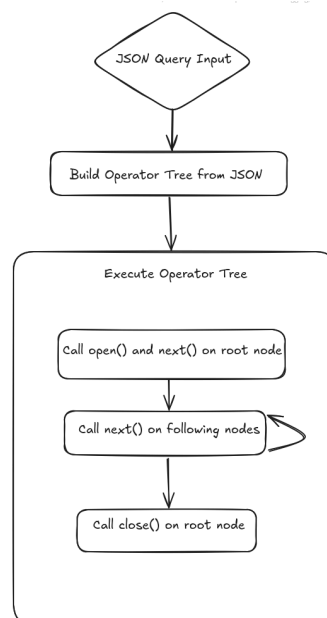 JSON Query Input
Build Operator Tree from JSON
Execute Operator Tree
Call open() and next() on root node
Call next() on following nodes
Call close() on root node